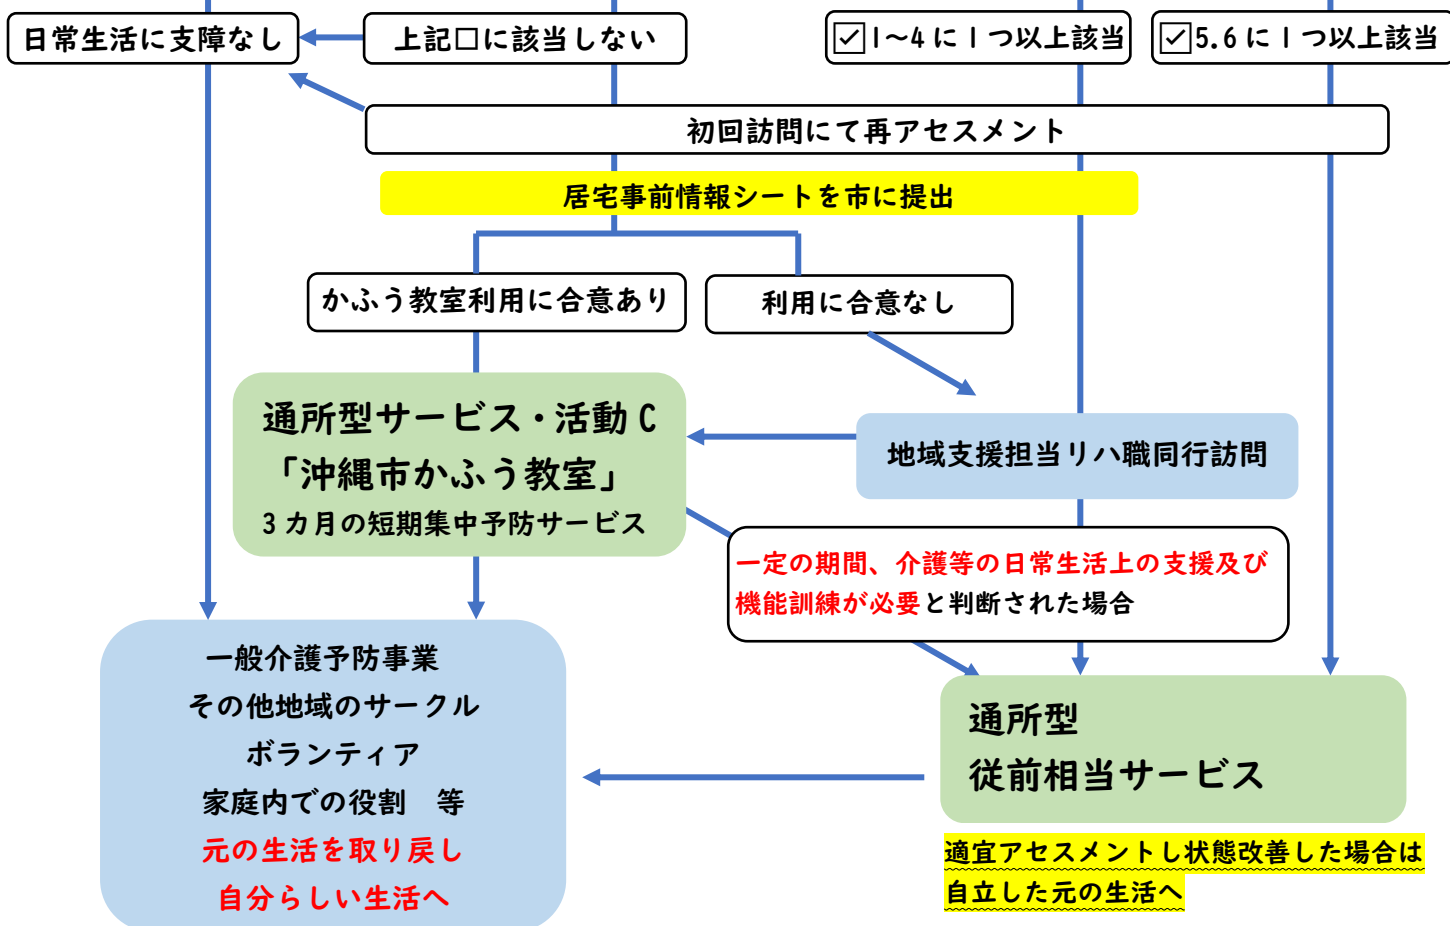 日常生活に支障なし
上記□に該当しない
☑1～4に1つ以上該当
☑5.6に1つ以上該当
初回訪問にて再アセスメント
居宅事前情報シートを市に提出
かふう教室利用に合意あり
利用に合意なし
通所型サービス・活動C
「沖縄市かふう教室」
3カ月の短期集中予防サービス
地域支援担当リハ職同行訪問
一定の期間、介護等の日常生活上の支援及び
機能訓練が必要と判断された場合
一般介護予防事業
その他地域のサークル
ボランティア
家庭内での役割　等
元の生活を取り戻し
自分らしい生活へ
通所型
従前相当サービス
適宜アセスメントし状態改善した場合は
自立した元の生活へ